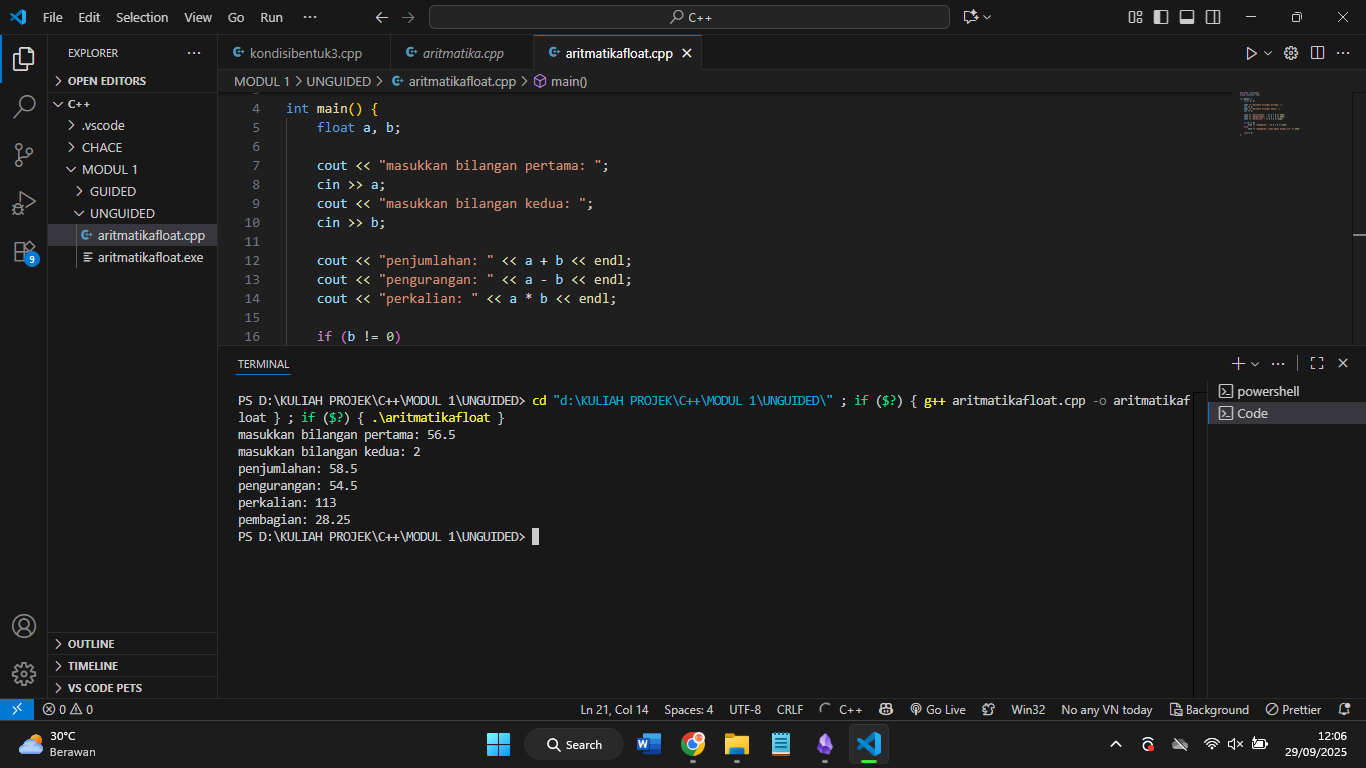 File Edit Selection View Go Run ··· C++
EXPLORER ···
OPEN EDITORS
C++
.vscode
CHACE
MODUL 1
GUIDED
UNGUIDED
aritmatikafloat.cpp
aritmatikafloat.exe
OUTLINE
TIMELINE
VS CODE PETS
9
kondisibentuk3.cpp aritmatika.cpp aritmatikafloat.cpp
MODUL 1 > UNGUIDED > aritmatikafloat.cpp > main()
4 int main() {
5 float a, b;
6
7 cout << "masukkan bilangan pertama: ";
8 cin >> a;
9 cout << "masukkan bilangan kedua: ";
10 cin >> b;
11
12 cout << "penjumlahan: " << a + b << endl;
13 cout << "pengurangan: " << a - b << endl;
14 cout << "perkalian: " << a * b << endl;
15
16 if (b != 0)
TERMINAL
PS D:\KULIAH PROJEK\C++\MODUL 1\UNGUIDED> cd "d:\KULIAH PROJEK\C++\MODUL 1\UNGUIDED\" ; if ($?) { g++ aritmatikafloat.cpp -o aritmatikaf
loat } ; if ($?) { .\aritmatikafloat }
masukkan bilangan pertama: 56.5
masukkan bilangan kedua: 2
penjumlahan: 58.5
pengurangan: 54.5
perkalian: 113
pembagian: 28.25
PS D:\KULIAH PROJEK\C++\MODUL 1\UNGUIDED>
powershell
Code
0 0 Ln 21, Col 14 Spaces: 4 UTF-8 CRLF C++ Go Live Win32 No any VN today Background Prettier
30°C
Berawan
Search
12:06
29/09/2025